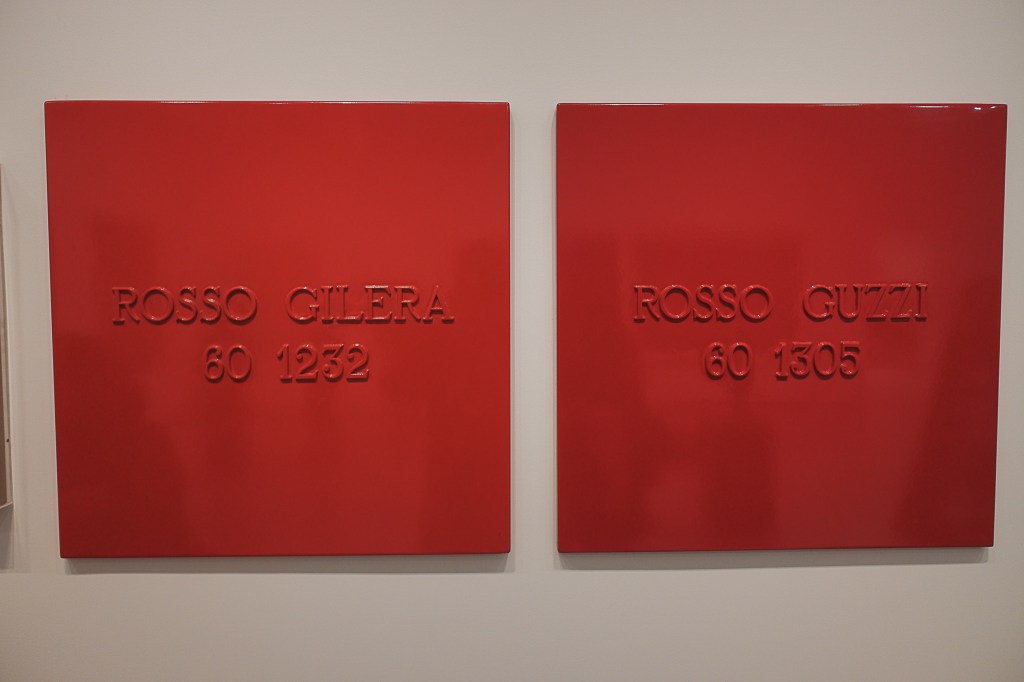 ROSSO GILERA
60 1232
ROSSO GUZZI
60 1305